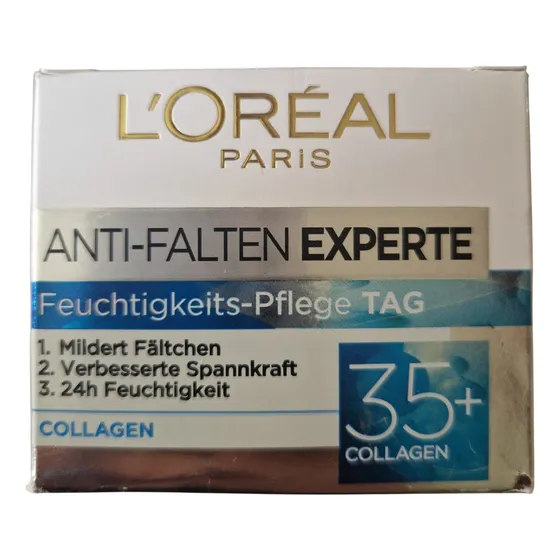 L'ORÉAL
PARIS
ANTI-FALTEN EXPERTE
Feuchtigkeits-Pflege TAG
1. Mildert Fältchen
2. Verbesserte Spannkraft
3. 24h Feuchtigkeit
COLLAGEN
35+
COLLAGEN